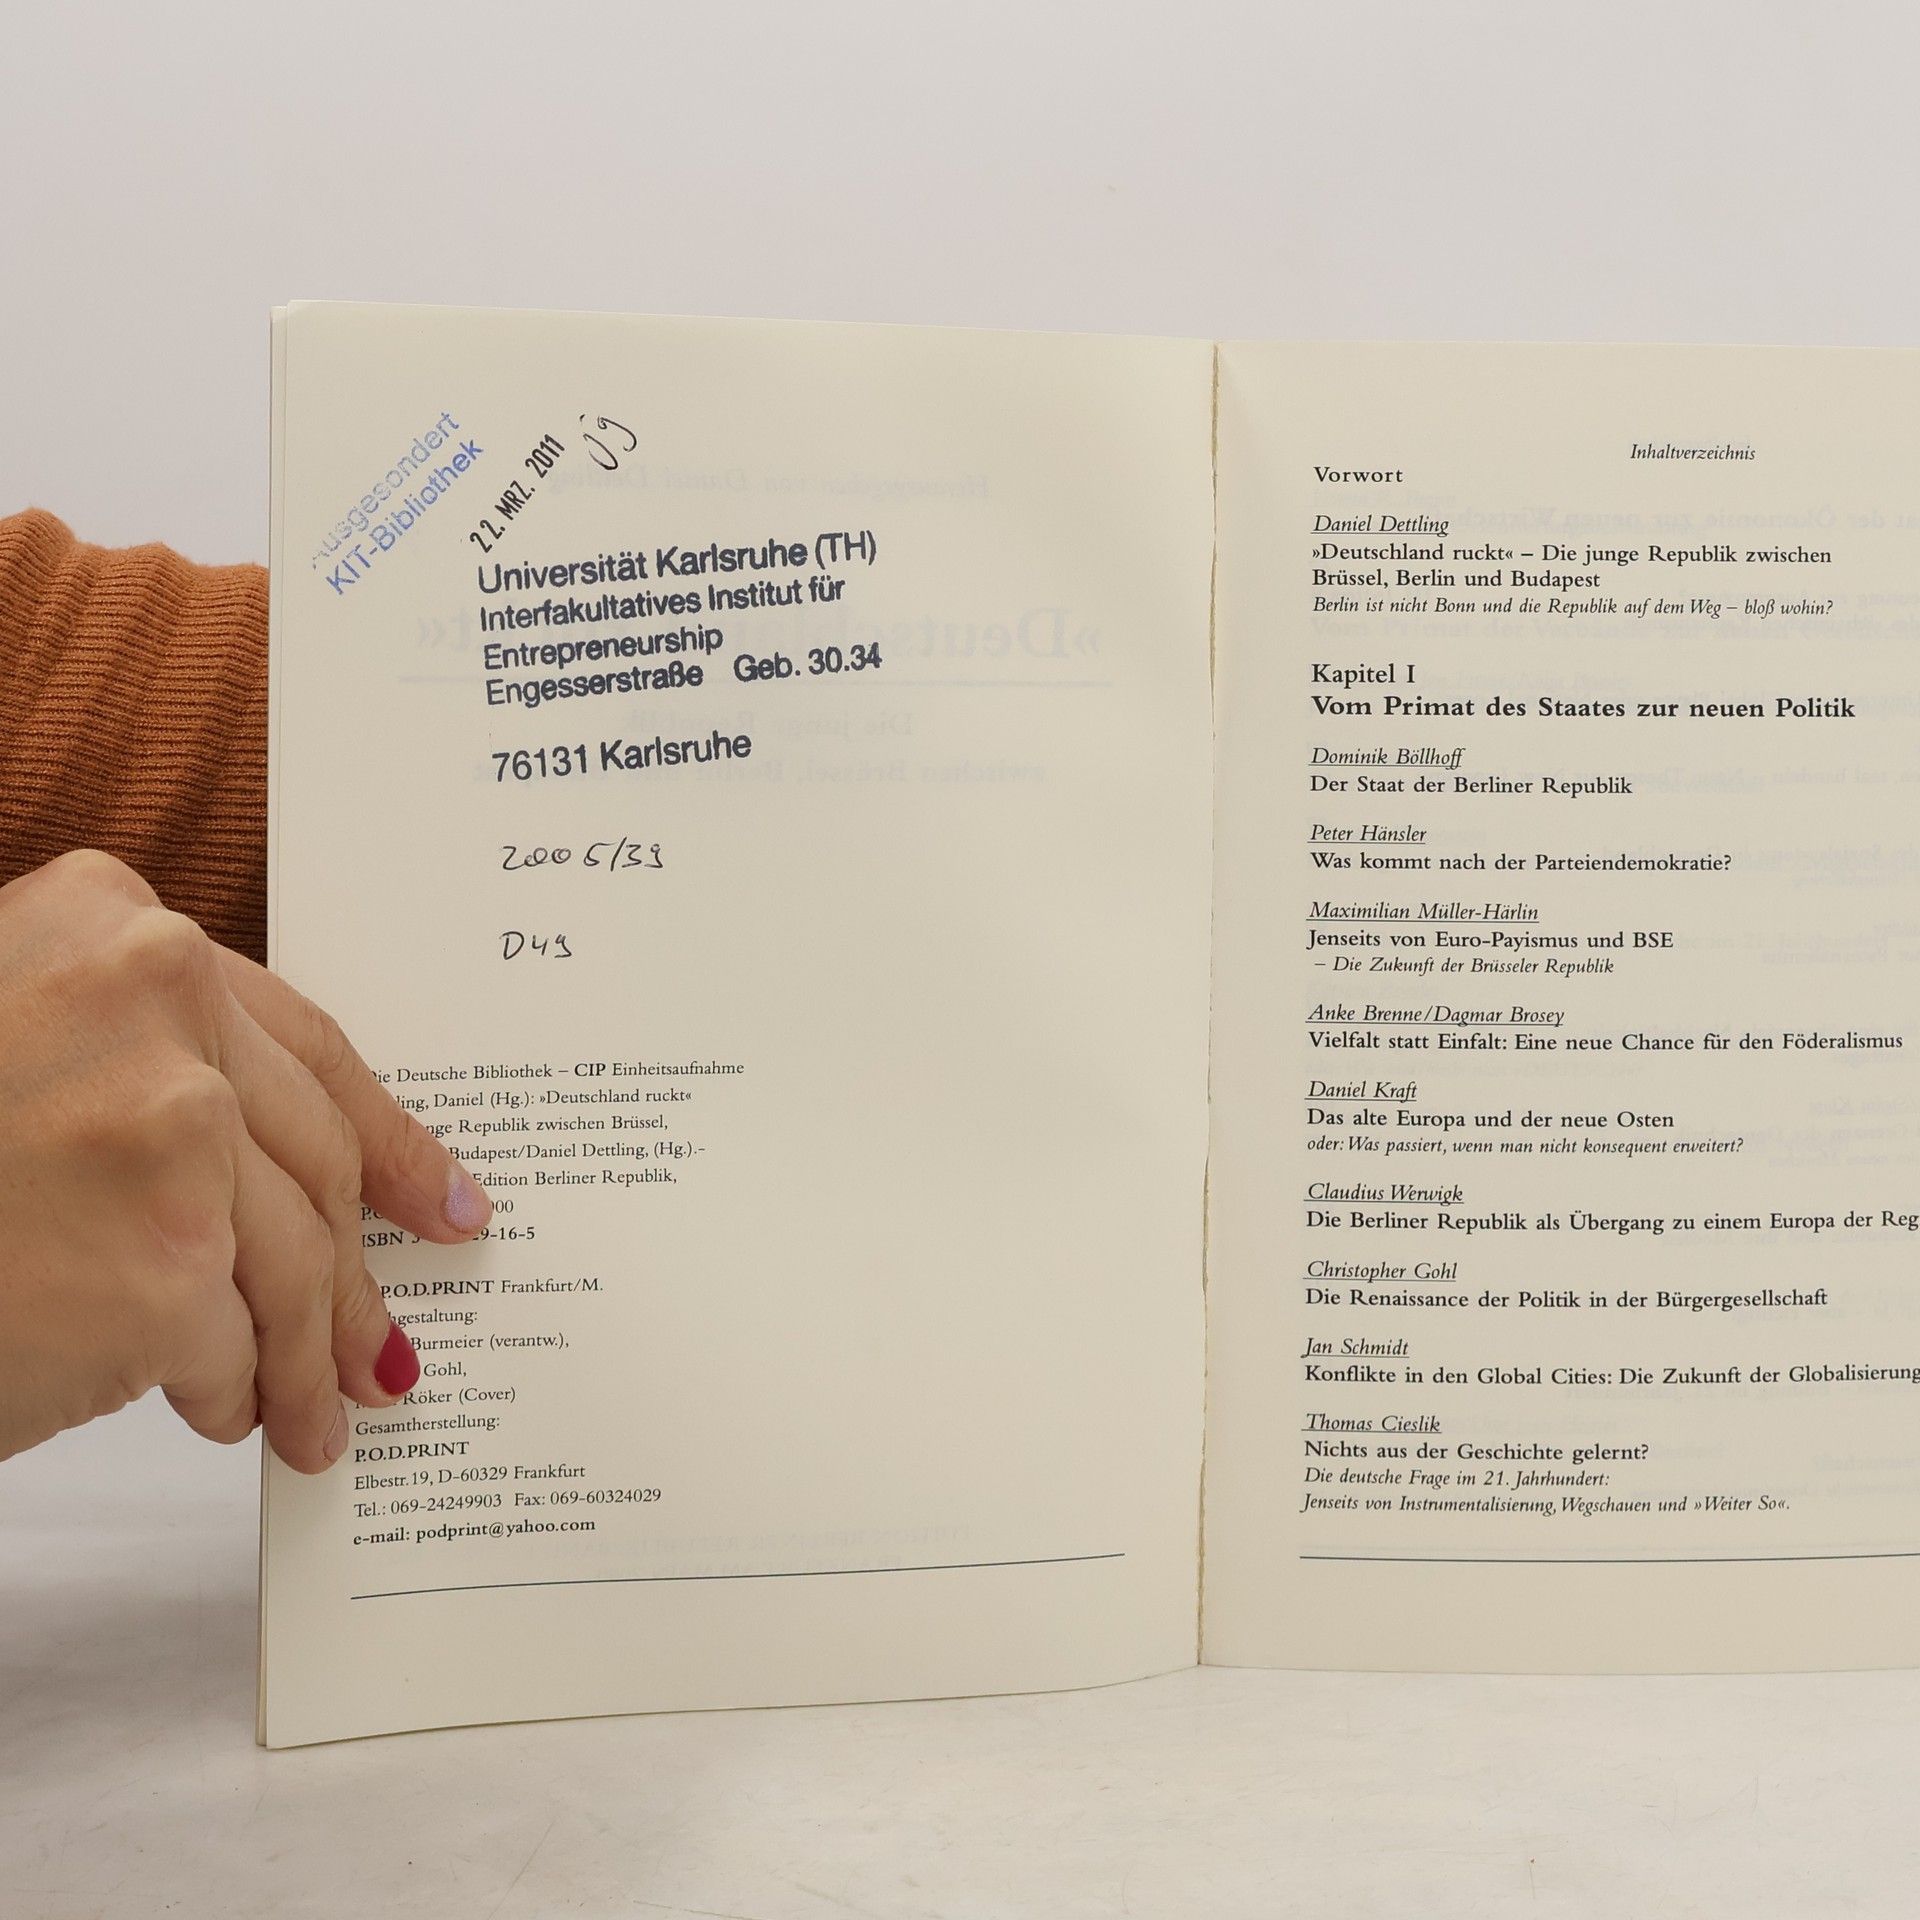 Ausgesondert
KIT-Bibliothek
22. MRZ. 2011
jg
Universität Karlsruhe (TH)
Interfakultatives Institut für
Entrepreneurship
Engesserstraße Geb. 30.34
76131 Karlsruhe
2005/39
D49
Die Deutsche Bibliothek – CIP Einheitsaufnahme
ling, Daniel (Hg.): »Deutschland ruckt«
nge Republik zwischen Brüssel,
Budapest/Daniel Dettling, (Hg.).-
Edition Berliner Republik,
000
ISBN 9-16-5
P.O.D.PRINT Frankfurt/M.
hgestaltung:
Burmeier (verantw.),
Gohl,
Röker (Cover)
Gesamtherstellung:
P.O.D.PRINT
Elbestr. 19, D-60329 Frankfurt
Tel.: 069-24249903 Fax: 069-60324029
e-mail: podprint@yahoo.com
Inhaltverzeichnis
Vorwort
Daniel Dettling
»Deutschland ruckt« – Die junge Republik zwischen
Brüssel, Berlin und Budapest
Berlin ist nicht Bonn und die Republik auf dem Weg – bloß wohin?
Kapitel I
Vom Primat des Staates zur neuen Politik
Dominik Böllhoff
Der Staat der Berliner Republik
Peter Hänsler
Was kommt nach der Parteiendemokratie?
Maximilian Müller-Härlin
Jenseits von Euro-Payismus und BSE
– Die Zukunft der Brüsseler Republik
Anke Brenne/Dagmar Brosey
Vielfalt statt Einfalt: Eine neue Chance für den Föderalismus
Daniel Kraft
Das alte Europa und der neue Osten
oder: Was passiert, wenn man nicht konsequent erweitert?
Claudius Werwigk
Die Berliner Republik als Übergang zu einem Europa der Reg
Christopher Gohl
Die Renaissance der Politik in der Bürgergesellschaft
Jan Schmidt
Konflikte in den Global Cities: Die Zukunft der Globalisierung
Thomas Cieslik
Nichts aus der Geschichte gelernt?
Die deutsche Frage im 21. Jahrhundert:
Jenseits von Instrumentalisierung, Wegschauen und »Weiter So«.